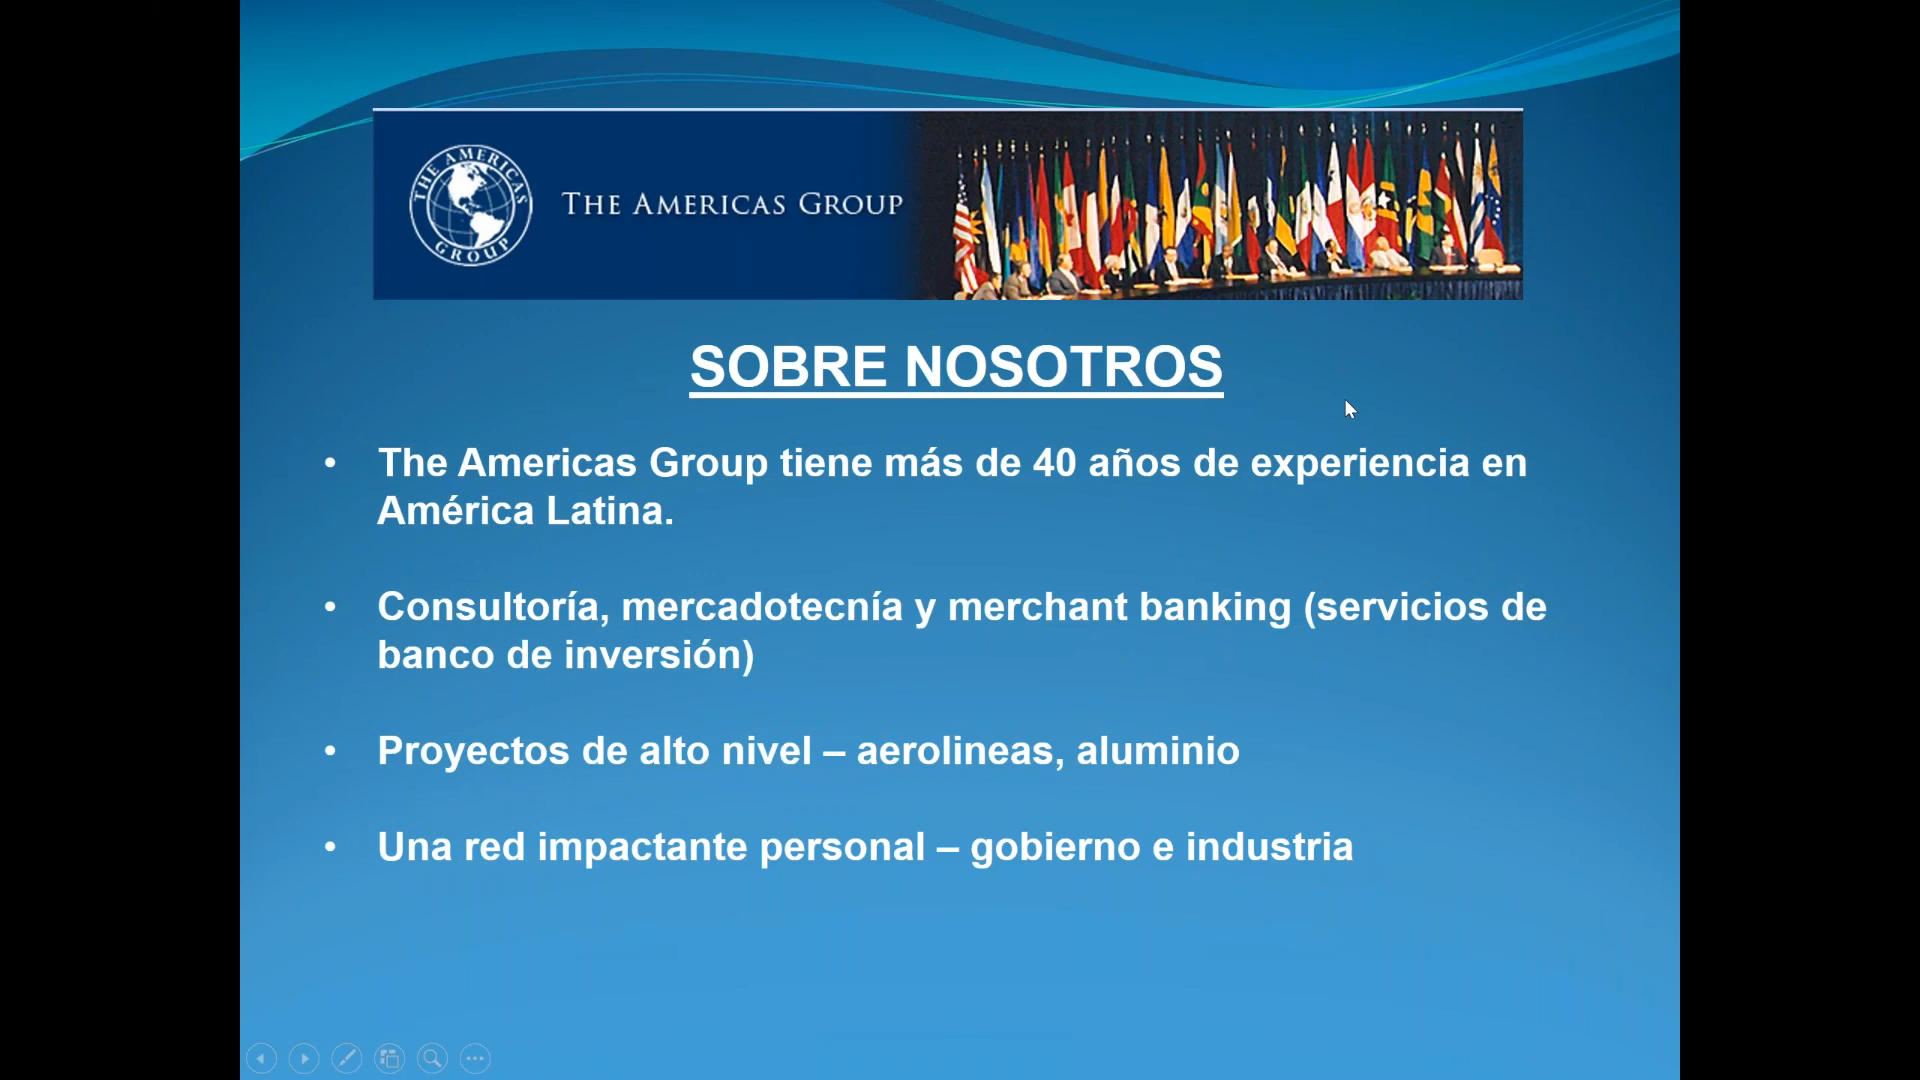 THE AMERICAS
GROUP
THE AMERICAS GROUP
SOBRE NOSOTROS
• The Americas Group tiene más de 40 años de experiencia en
América Latina.
• Consultoría, mercadotecnía y merchant banking (servicios de
banco de inversión)
• Proyectos de alto nivel – aerolineas, aluminio
• Una red impactante personal – gobierno e industria